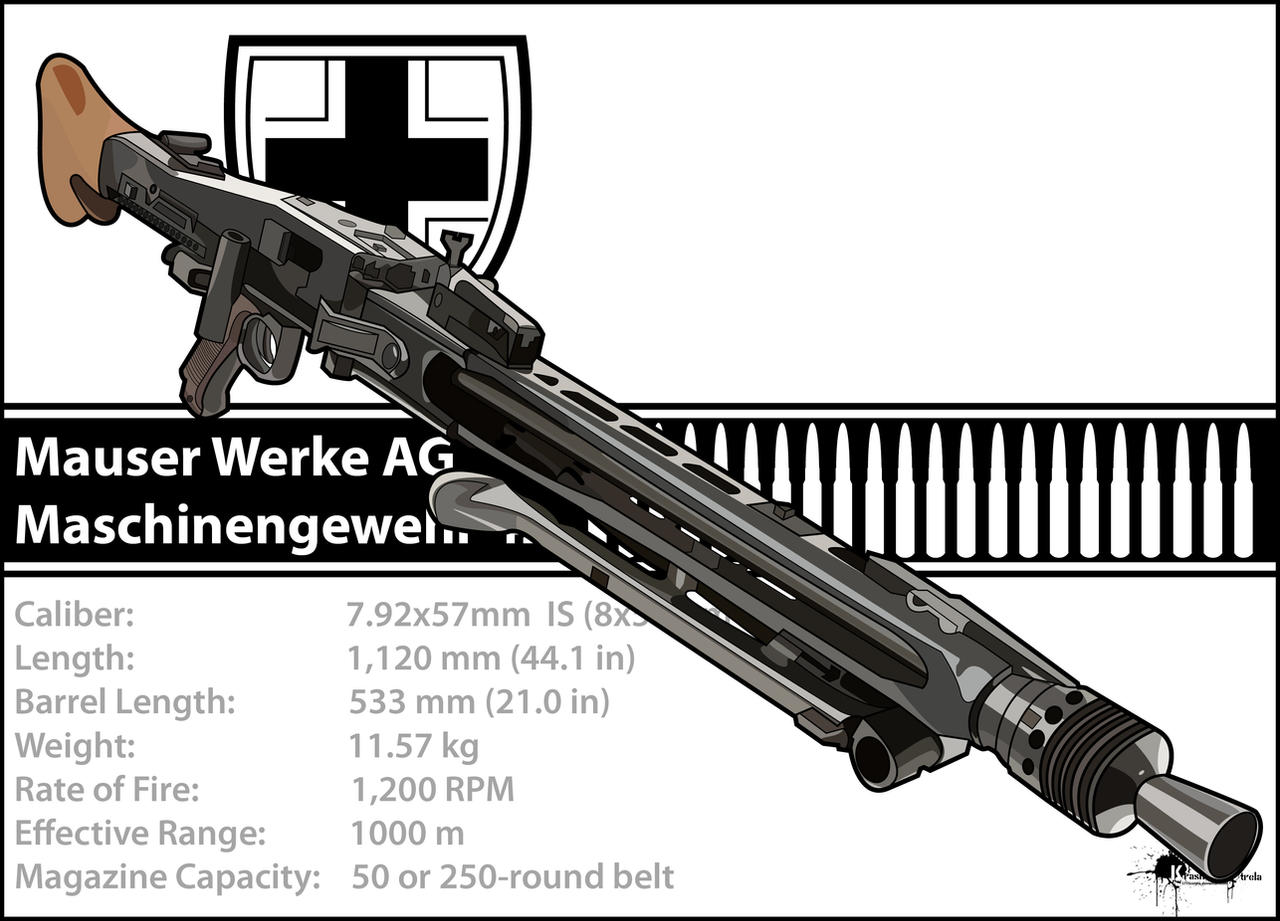 Mauser Werke AG
Maschinengewehr
Caliber: 7.92x57mm IS (8x5
Length: 1,120 mm (44.1 in)
Barrel Length: 533 mm (21.0 in)
Weight: 11.57 kg
Rate of Fire: 1,200 RPM
Effective Range: 1000 m
Magazine Capacity: 50 or 250-round belt